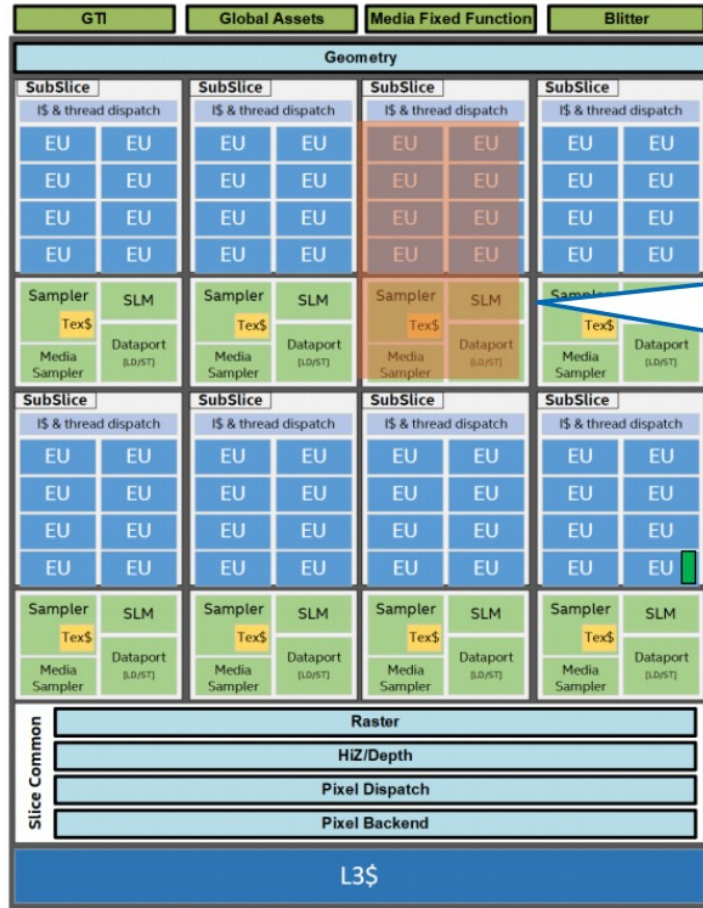 GTI Global Assets Media Fixed Function Blitter
Geometry
SubSlice SubSlice SubSlice SubSlice
I$ & thread dispatch I$ & thread dispatch I$ & thread dispatch I$ & thread dispatch
EU EU EU EU EU EU EU EU
EU EU EU EU EU EU EU EU
EU EU EU EU EU EU EU EU
EU EU EU EU EU EU EU EU
Sampler SLM Sampler SLM Sampler SLM Sampler SLM
Tex$ Tex$ Tex$ Tex$
Dataport Dataport Dataport Dataport
Media [LD/ST] Media [LD/ST] Media [LD/ST] Media [LD/ST]
Sampler Sampler Sampler Sampler
SubSlice SubSlice SubSlice SubSlice
I$ & thread dispatch I$ & thread dispatch I$ & thread dispatch I$ & thread dispatch
EU EU EU EU EU EU EU EU
EU EU EU EU EU EU EU EU
EU EU EU EU EU EU EU EU
EU EU EU EU EU EU EU EU
Sampler SLM Sampler SLM Sampler SLM Sampler SLM
Tex$ Tex$ Tex$ Tex$
Dataport Dataport Dataport Dataport
Media [LD/ST] Media [LD/ST] Media [LD/ST] Media [LD/ST]
Sampler Sampler Sampler Sampler
Slice Common
Raster
HiZ/Depth
Pixel Dispatch
Pixel Backend
L3$